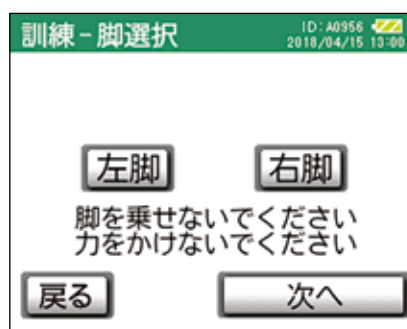 訓練-脚選択
ID:A0956
2018/04/15 13:00
左脚
右脚
脚を乗せないでください
力をかけないでください
戻る
次へ